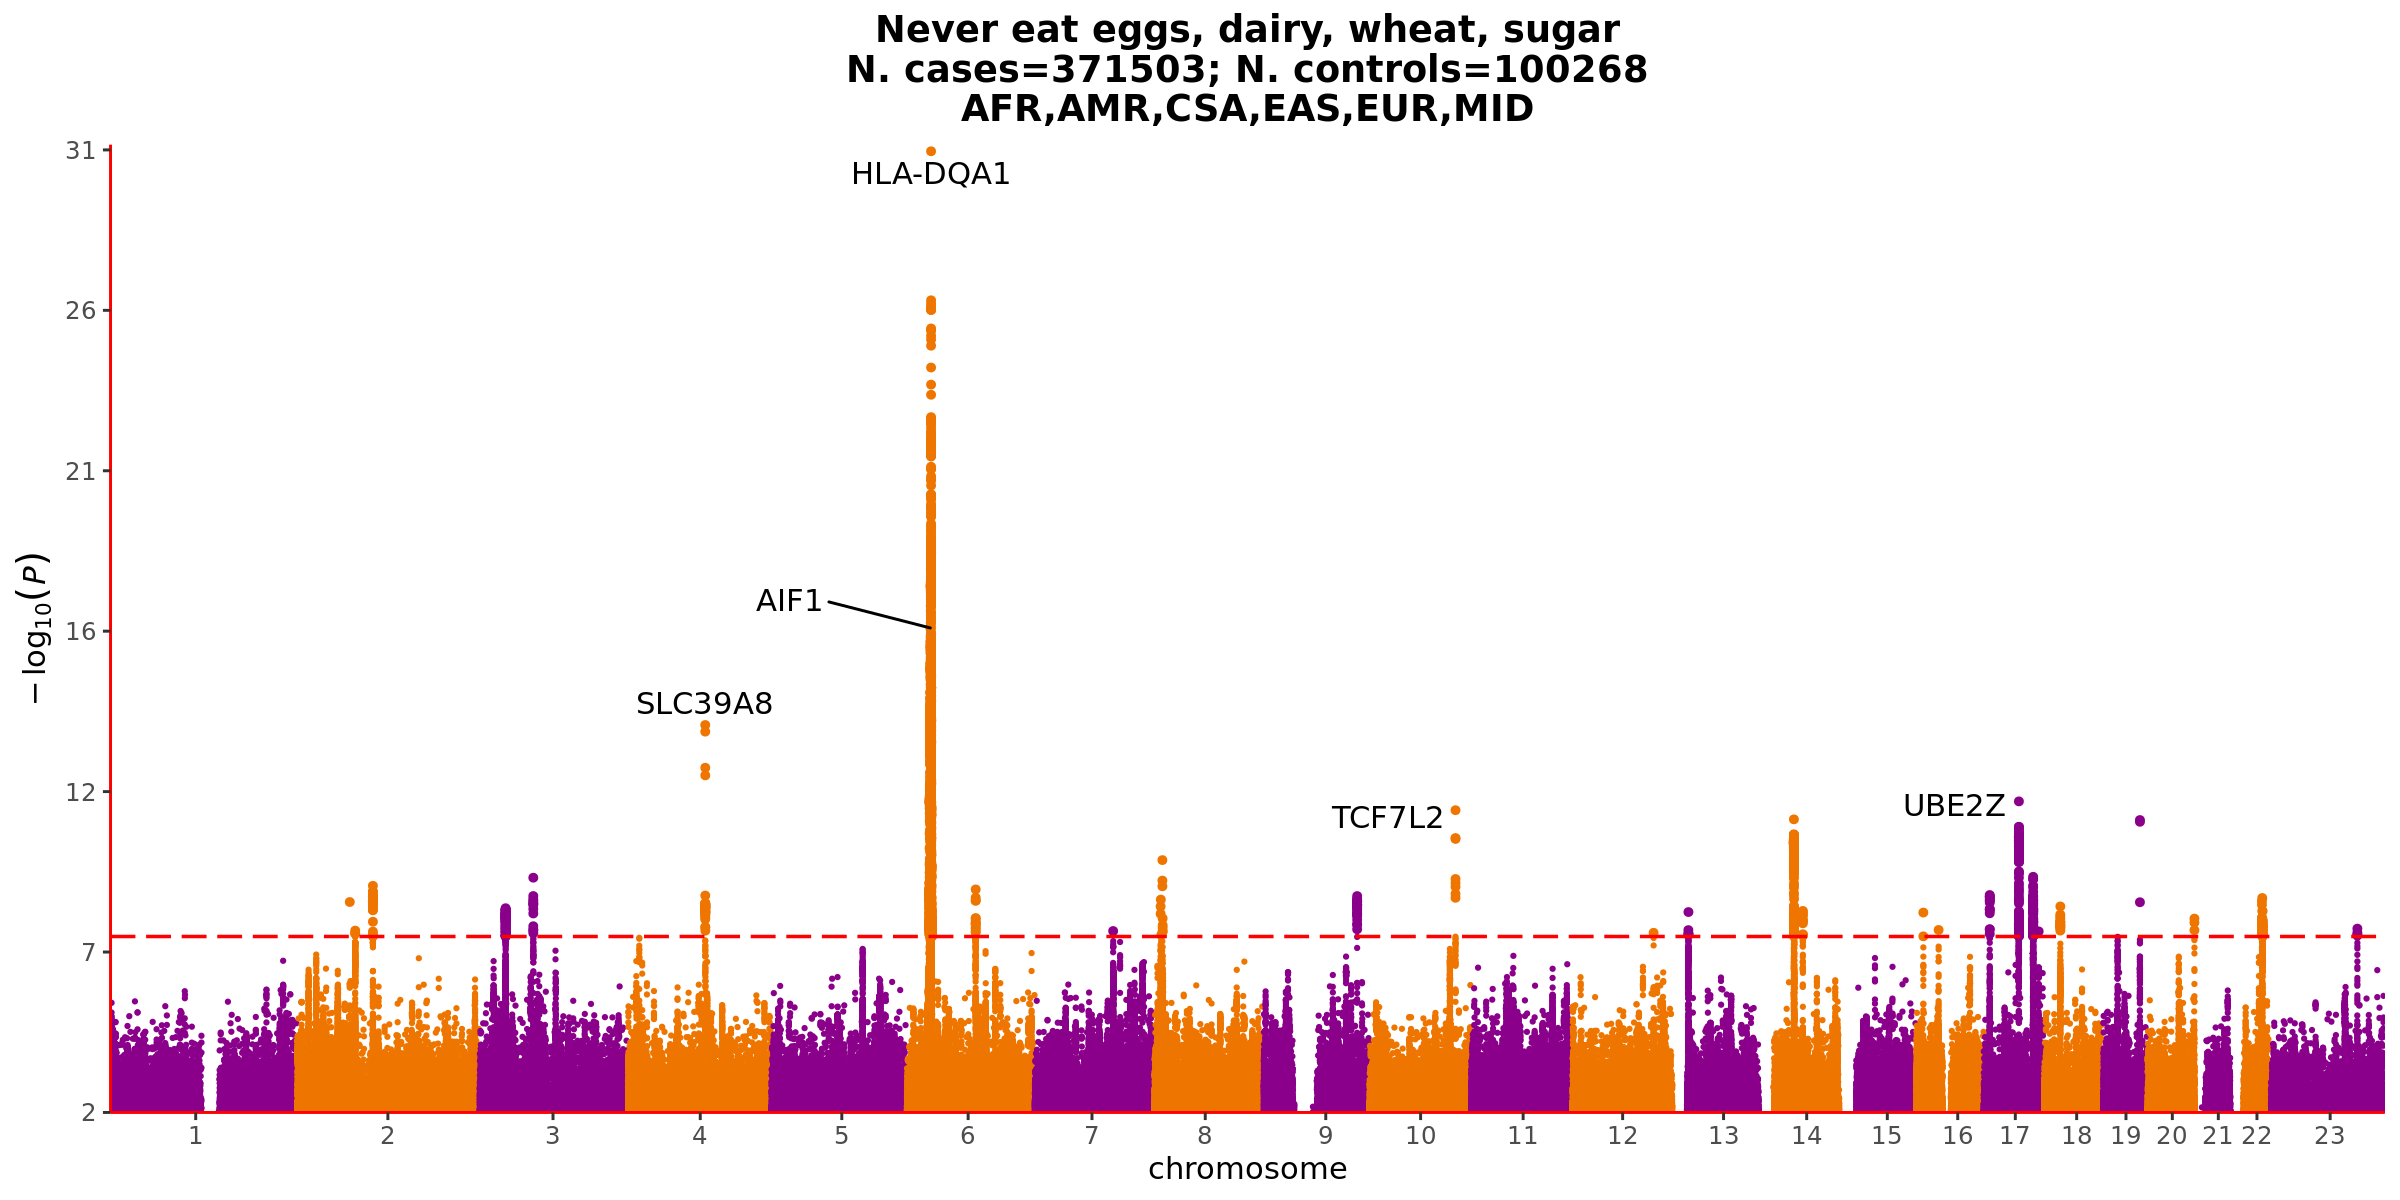 Never eat eggs, dairy, wheat, sugar
N. cases=371503; N. controls=100268
AFR,AMR,CSA,EAS,EUR,MID
31
HLA-DQA1
26
21
AIF1
16
SLC39A8
12
TCF7L2
UBE2Z
7
2
−log10(P)
1 2 3 4 5 6 7 8 9 10 11 12 13 14 15 16 17 18 19 20 21 22 23
chromosome